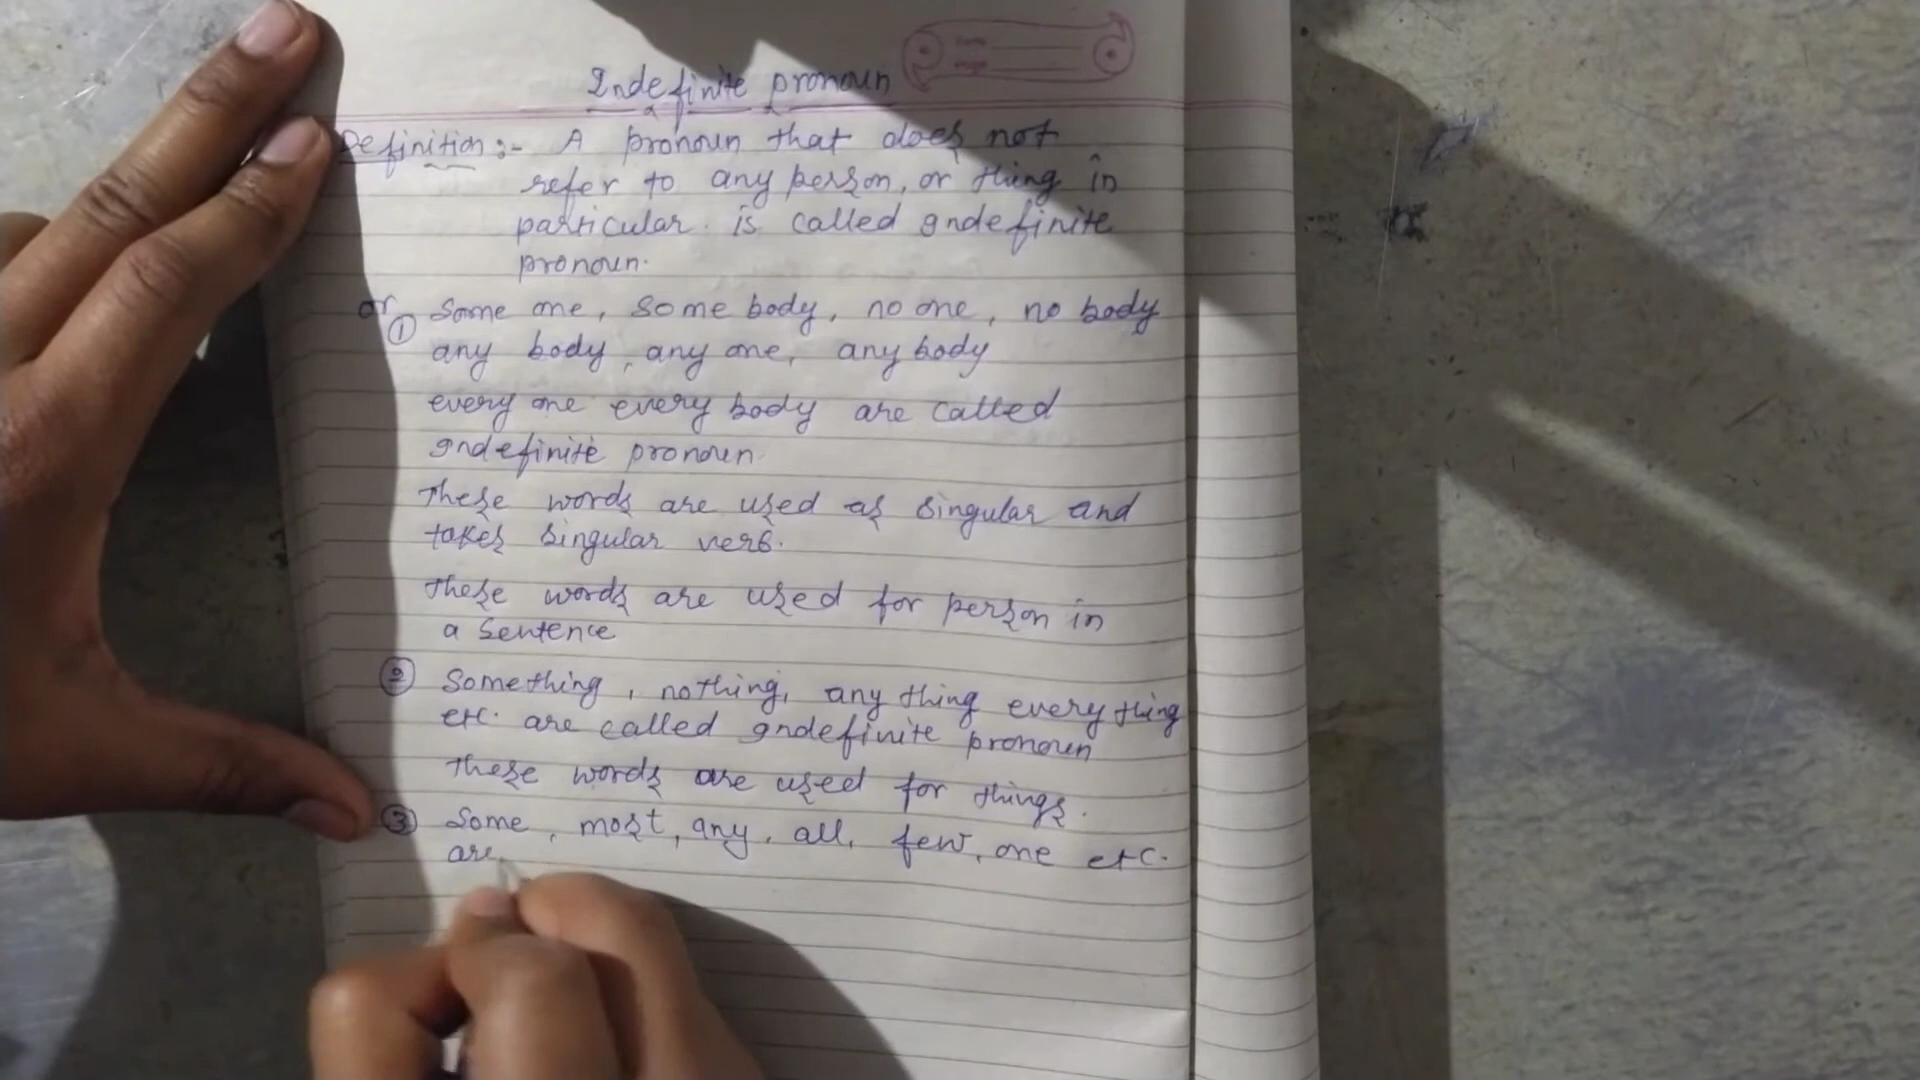 Indefinite pronoun
Definition :- A pronoun that does not
refer to any person, or thing in
particular. is called Indefinite
pronoun.
or
① Some one, some body, no one, no body
any body, any one, any body
every one every body are called
Indefinite pronoun
These words are used as singular and
takes singular verb.
These words are used for person in
a sentence
② Something, nothing, any thing every thing
etc. are called Indefinite pronoun
These words are used for things.
③ Some, most, any, all, few, one etc.
are